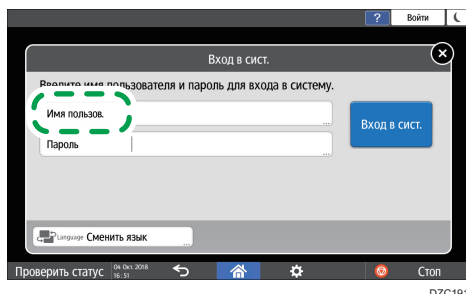 ? Войти
Вход в сист.
Введите имя пользователя и пароль для входа в систему.
Имя пользов. ...
Вход в сист.
Пароль ...
Language Сменить язык ...
Проверить статус 04 Окт. 2018 16:51 Стоп